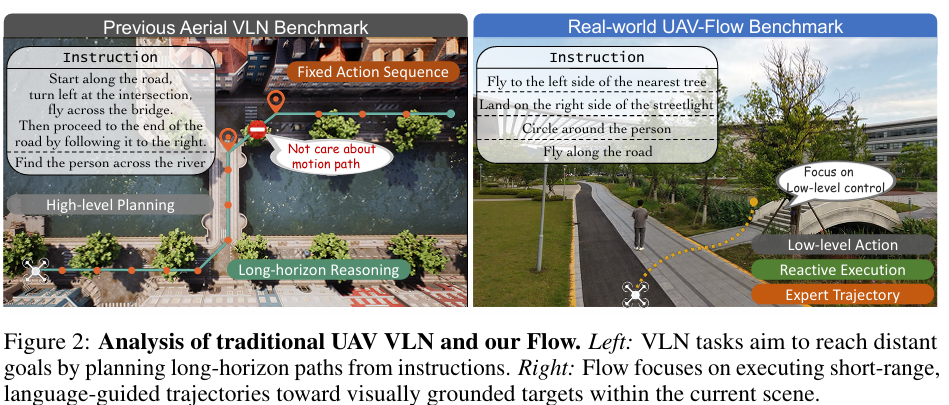 Previous Aerial VLN Benchmark
Instruction
Start along the road,
turn left at the intersection,
fly across the bridge.
Then proceed to the end of the
road by following it to the right.
Find the person across the river
Fixed Action Sequence
Not care about
motion path
High-level Planning
Long-horizon Reasoning
Real-world UAV-Flow Benchmark
Instruction
Fly to the left side of the nearest tree
Land on the right side of the streetlight
Circle around the person
Fly along the road
Focus on
Low-level control
Low-level Action
Reactive Execution
Expert Trajectory
Figure 2: Analysis of traditional UAV VLN and our Flow. Left: VLN tasks aim to reach distant
goals by planning long-horizon paths from instructions. Right: Flow focuses on executing short-range,
language-guided trajectories toward visually grounded targets within the current scene.